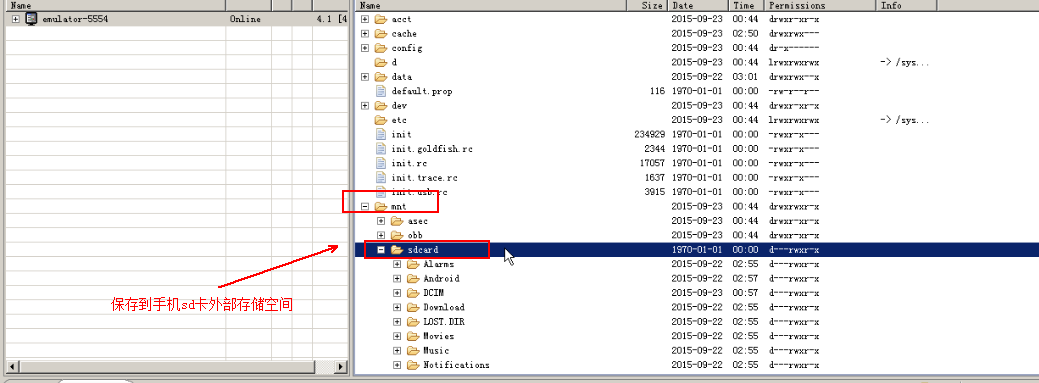 Name
emulator-5554 Online 4.1 [4
Name Size Date Time Permissions Info
acct 2015-09-23 00:44 drwxr-xr-x
cache 2015-09-23 02:50 drwxrwx---
config 2015-09-23 00:44 dr-x------
d 2015-09-23 00:44 lrwxrwxrwx -> /sys...
data 2015-09-22 03:01 drwxrwx--x
default.prop 116 1970-01-01 00:00 -rw-r--r--
dev 2015-09-23 00:44 drwxr-xr-x
etc 2015-09-23 00:44 lrwxrwxrwx -> /sys...
init 234929 1970-01-01 00:00 -rwxr-x---
init.goldfish.rc 2344 1970-01-01 00:00 -rwxr-x---
init.rc 17057 1970-01-01 00:00 -rwxr-x---
init.trace.rc 1637 1970-01-01 00:00 -rwxr-x---
init.usb.rc 3915 1970-01-01 00:00 -rwxr-x---
mnt 2015-09-23 00:44 drwxrwxr-x
asec 2015-09-23 00:44 drwxr-xr-x
obb 2015-09-23 00:44 drwxr-xr-x
sdcard 1970-01-01 00:00 d---rwxr-x
Alarms 2015-09-22 02:55 d---rwxr-x
Android 2015-09-22 02:57 d---rwxr-x
DCIM 2015-09-23 00:57 d---rwxr-x
Download 2015-09-22 02:55 d---rwxr-x
LOST.DIR 2015-09-22 02:55 d---rwxr-x
Movies 2015-09-22 02:55 d---rwxr-x
Music 2015-09-22 02:55 d---rwxr-x
Notifications 2015-09-22 02:55 d---rwxr-x
保存到手机sd卡外部存储空间